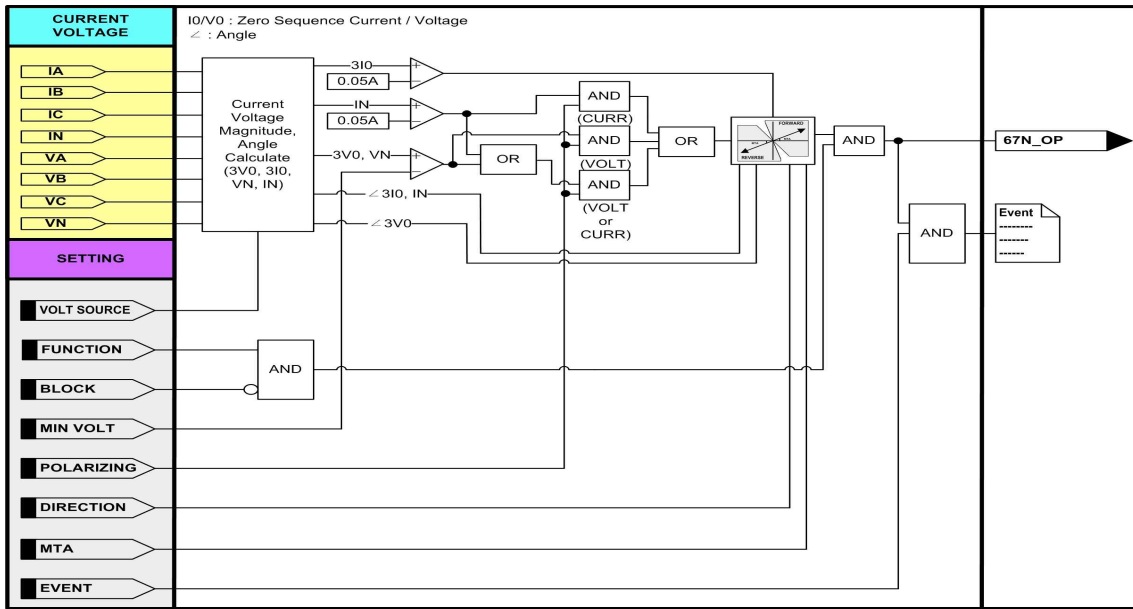 CURRENT
VOLTAGE
I0/V0 : Zero Sequence Current / Voltage
∠ : Angle
IA
IB
IC
IN
VA
VB
VC
VN
Current
Voltage
Magnitude,
Angle
Calculate
(3V0, 3I0,
VN, IN)
3I0
0.05A
IN
0.05A
3V0, VN
∠3I0, IN
∠3V0
+
−
+
−
+
−
OR
AND
(CURR)
AND
(VOLT)
AND
(VOLT
or
CURR)
OR
FORWARD
MTA
MTA
REVERSE
AND
67N_OP
AND
Event
--------
-------
------
SETTING
VOLT SOURCE
FUNCTION
BLOCK
AND
MIN VOLT
POLARIZING
DIRECTION
MTA
EVENT